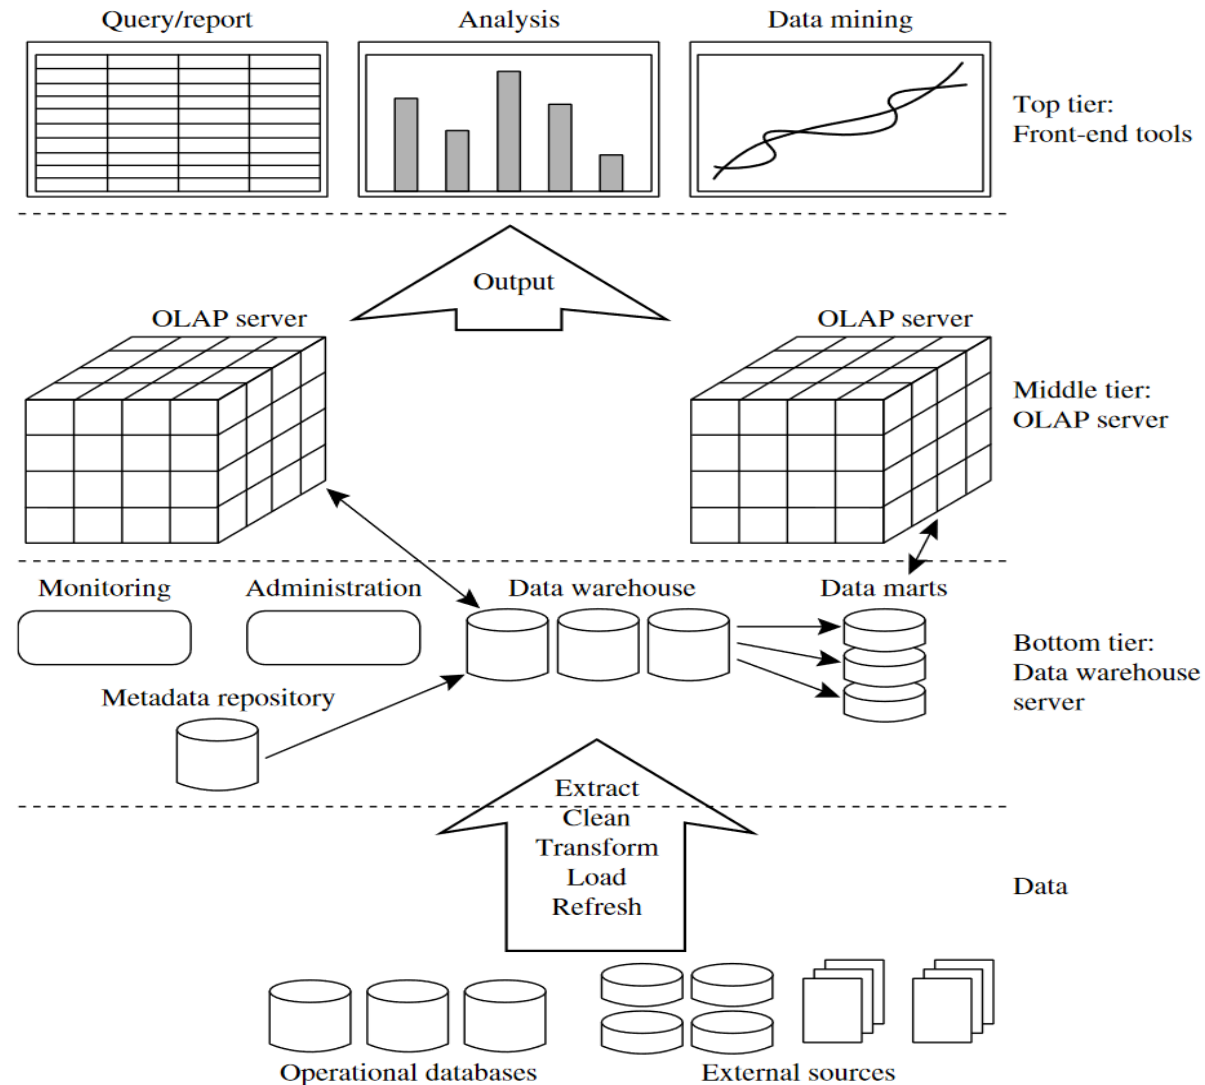 Query/report
Analysis
Data mining
Top tier:
Front-end tools
Output
OLAP server
OLAP server
Middle tier:
OLAP server
Monitoring
Administration
Data warehouse
Data marts
Bottom tier:
Data warehouse
server
Metadata repository
Extract
Clean
Transform
Load
Refresh
Data
Operational databases
External sources